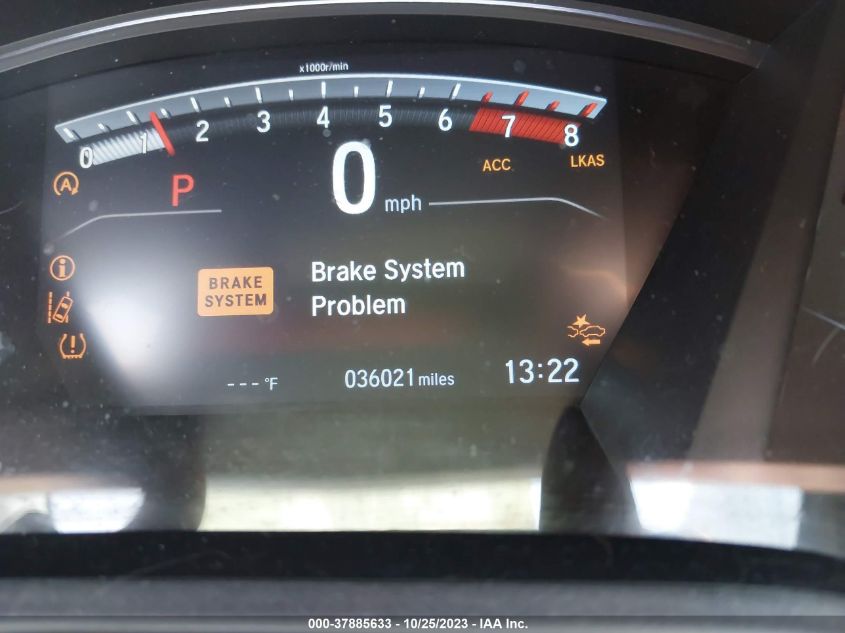 x1000r/min
0 1 2 3 4 5 6 7 8
ACC LKAS
A P 0 mph
BRAKE SYSTEM
Brake System
Problem
--- °F 036021 miles 13:22
000-37885633 - 10/25/2023 - IAA Inc.